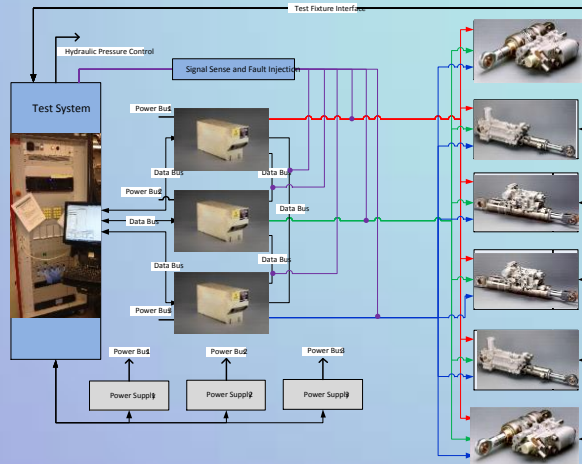 Test Fixture Interface
Hydraulic Pressure Control
Signal Sense and Fault Injection
Test System
Power Bus1
Data Bus
Data Bus
Power Bus2
Data Bus
Data Bus
Data Bus
Data Bus
Power Bus3
Power Bus1
Power Bus2
Power Bus3
Power Supply1
Power Supply2
Power Supply3